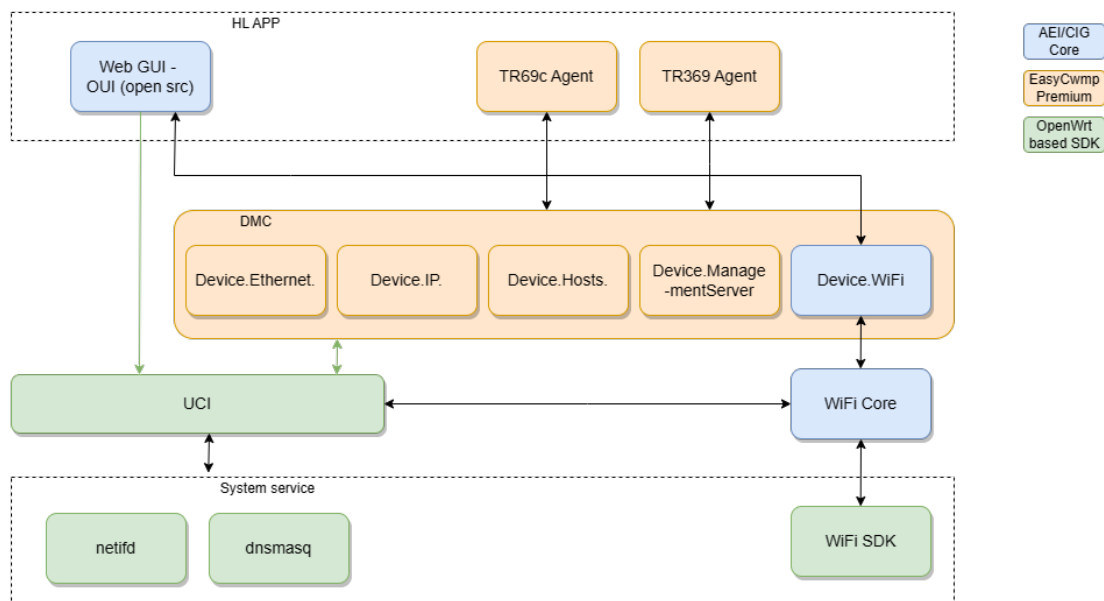 HL APP
Web GUI -
OUI (open src)
TR69c Agent
TR369 Agent
AEI/CIG
Core
EasyCwmp
Premium
OpenWrt
based SDK
DMC
Device.Ethernet.
Device.IP.
Device.Hosts.
Device.Manage
-mentServer
Device.WiFi
UCI
WiFi Core
System service
netifd
dnsmasq
WiFi SDK